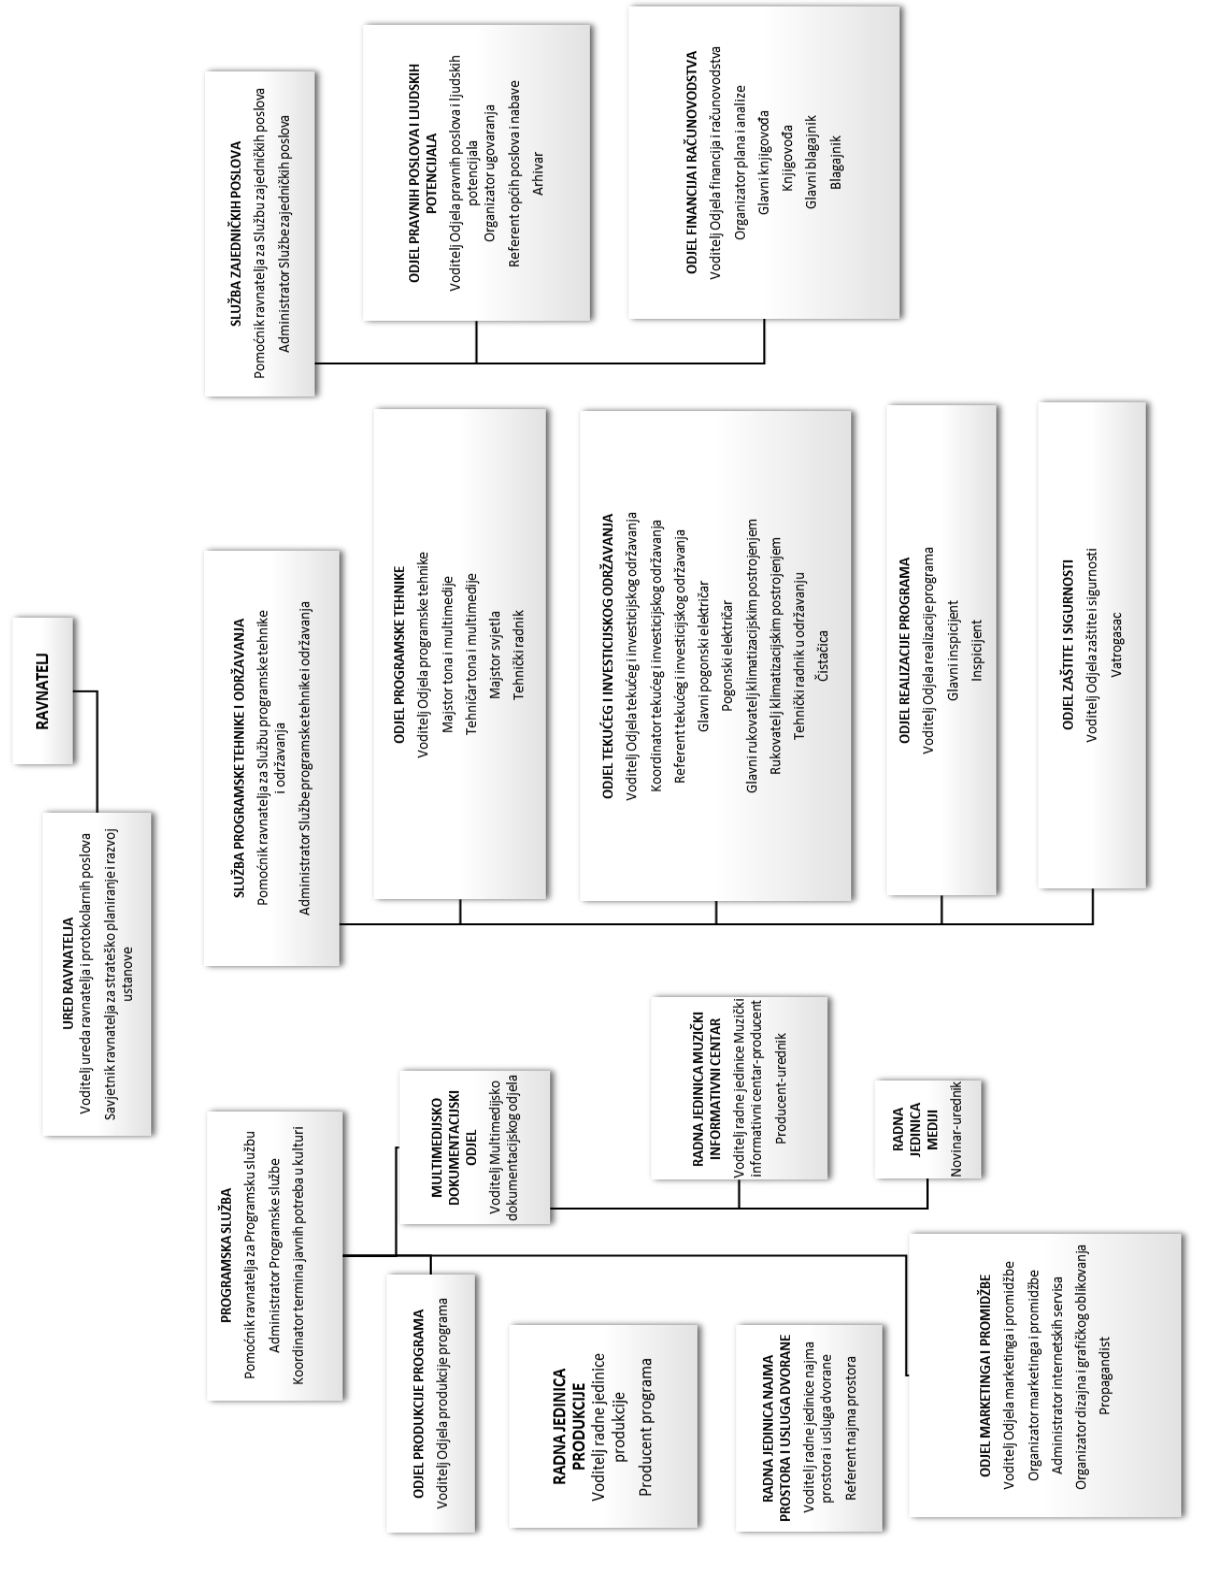 RAVNATELJ
URED RAVNATELJA
Voditelj ureda ravnatelja i protokolarnih poslova
Savjetnik ravnatelja za strateško planiranje i razvoj
ustanove
PROGRAMSKA SLUŽBA
Pomoćnik ravnatelja za Programsku službu
Administrator Programske službe
Koordinator termina javnih potreba u kulturi
ODJEL PRODUKCIJE PROGRAMA
Voditelj Odjela produkcije programa
RADNA JEDINICA
PRODUKCIJE
Voditelj radne jedinice
produkcije
Producent programa
RADNA JEDINICA NAJMA
PROSTORA I USLUGA DVORANE
Voditelj radne jedinice najma
prostora i usluga dvorane
Referent najma prostora
ODJEL MARKETINGA I PROMIDŽBE
Voditelj Odjela marketinga i promidžbe
Organizator marketinga i promidžbe
Administrator internetskih servisa
Organizator dizajna i grafičkog oblikovanja
Propagandist
MULTIMEDIJSKO
DOKUMENTACIJSKI
ODJEL
Voditelj Multimedijsko
dokumentacijskog odjela
RADNA JEDINICA MUZIČKI
INFORMATIVNI CENTAR
Voditelj radne jedinice Muzički
informativni centar-producent
Producent-urednik
RADNA
JEDINICA
MEDIJI
Novinar-urednik
SLUŽBA PROGRAMSKE TEHNIKE I ODRŽAVANJA
Pomoćnik ravnatelja za Službu programske tehnike
i održavanja
Administrator Službe programske tehnike i održavanja
ODJEL PROGRAMSKE TEHNIKE
Voditelj Odjela programske tehnike
Majstor tona i multimedije
Tehničar tona i multimedije
Majstor svjetla
Tehnički radnik
ODJEL TEKUĆEG I INVESTICIJSKOG ODRŽAVANJA
Voditelj Odjela tekućeg i investicijskog održavanja
Koordinator tekućeg i investicijskog održavanja
Referent tekućeg i investicijskog održavanja
Glavni pogonski električar
Pogonski električar
Glavni rukovatelj klimatizacijskim postrojenjem
Rukovatelj klimatizacijskim postrojenjem
Tehnički radnik u održavanju
Čistačica
ODJEL REALIZACIJE PROGRAMA
Voditelj Odjela realizacije programa
Glavni inspicijent
Inspicijent
ODJEL ZAŠTITE I SIGURNOSTI
Voditelj Odjela zaštite i sigurnosti
Vatrogasac
SLUŽBA ZAJEDNIČKIH POSLOVA
Pomoćnik ravnatelja za Službu zajedničkih poslova
Administrator Službe zajedničkih poslova
ODJEL PRAVNIH POSLOVA I LJUDSKIH
POTENCIJALA
Voditelj Odjela pravnih poslova i ljudskih
potencijala
Organizator ugovaranja
Referent općih poslova i nabave
Arhivar
ODJEL FINANCIJA I RAČUNOVODSTVA
Voditelj Odjela financija i računovodstva
Organizator plana i analize
Glavni knjigovođa
Knjigovođa
Glavni blagajnik
Blagajnik